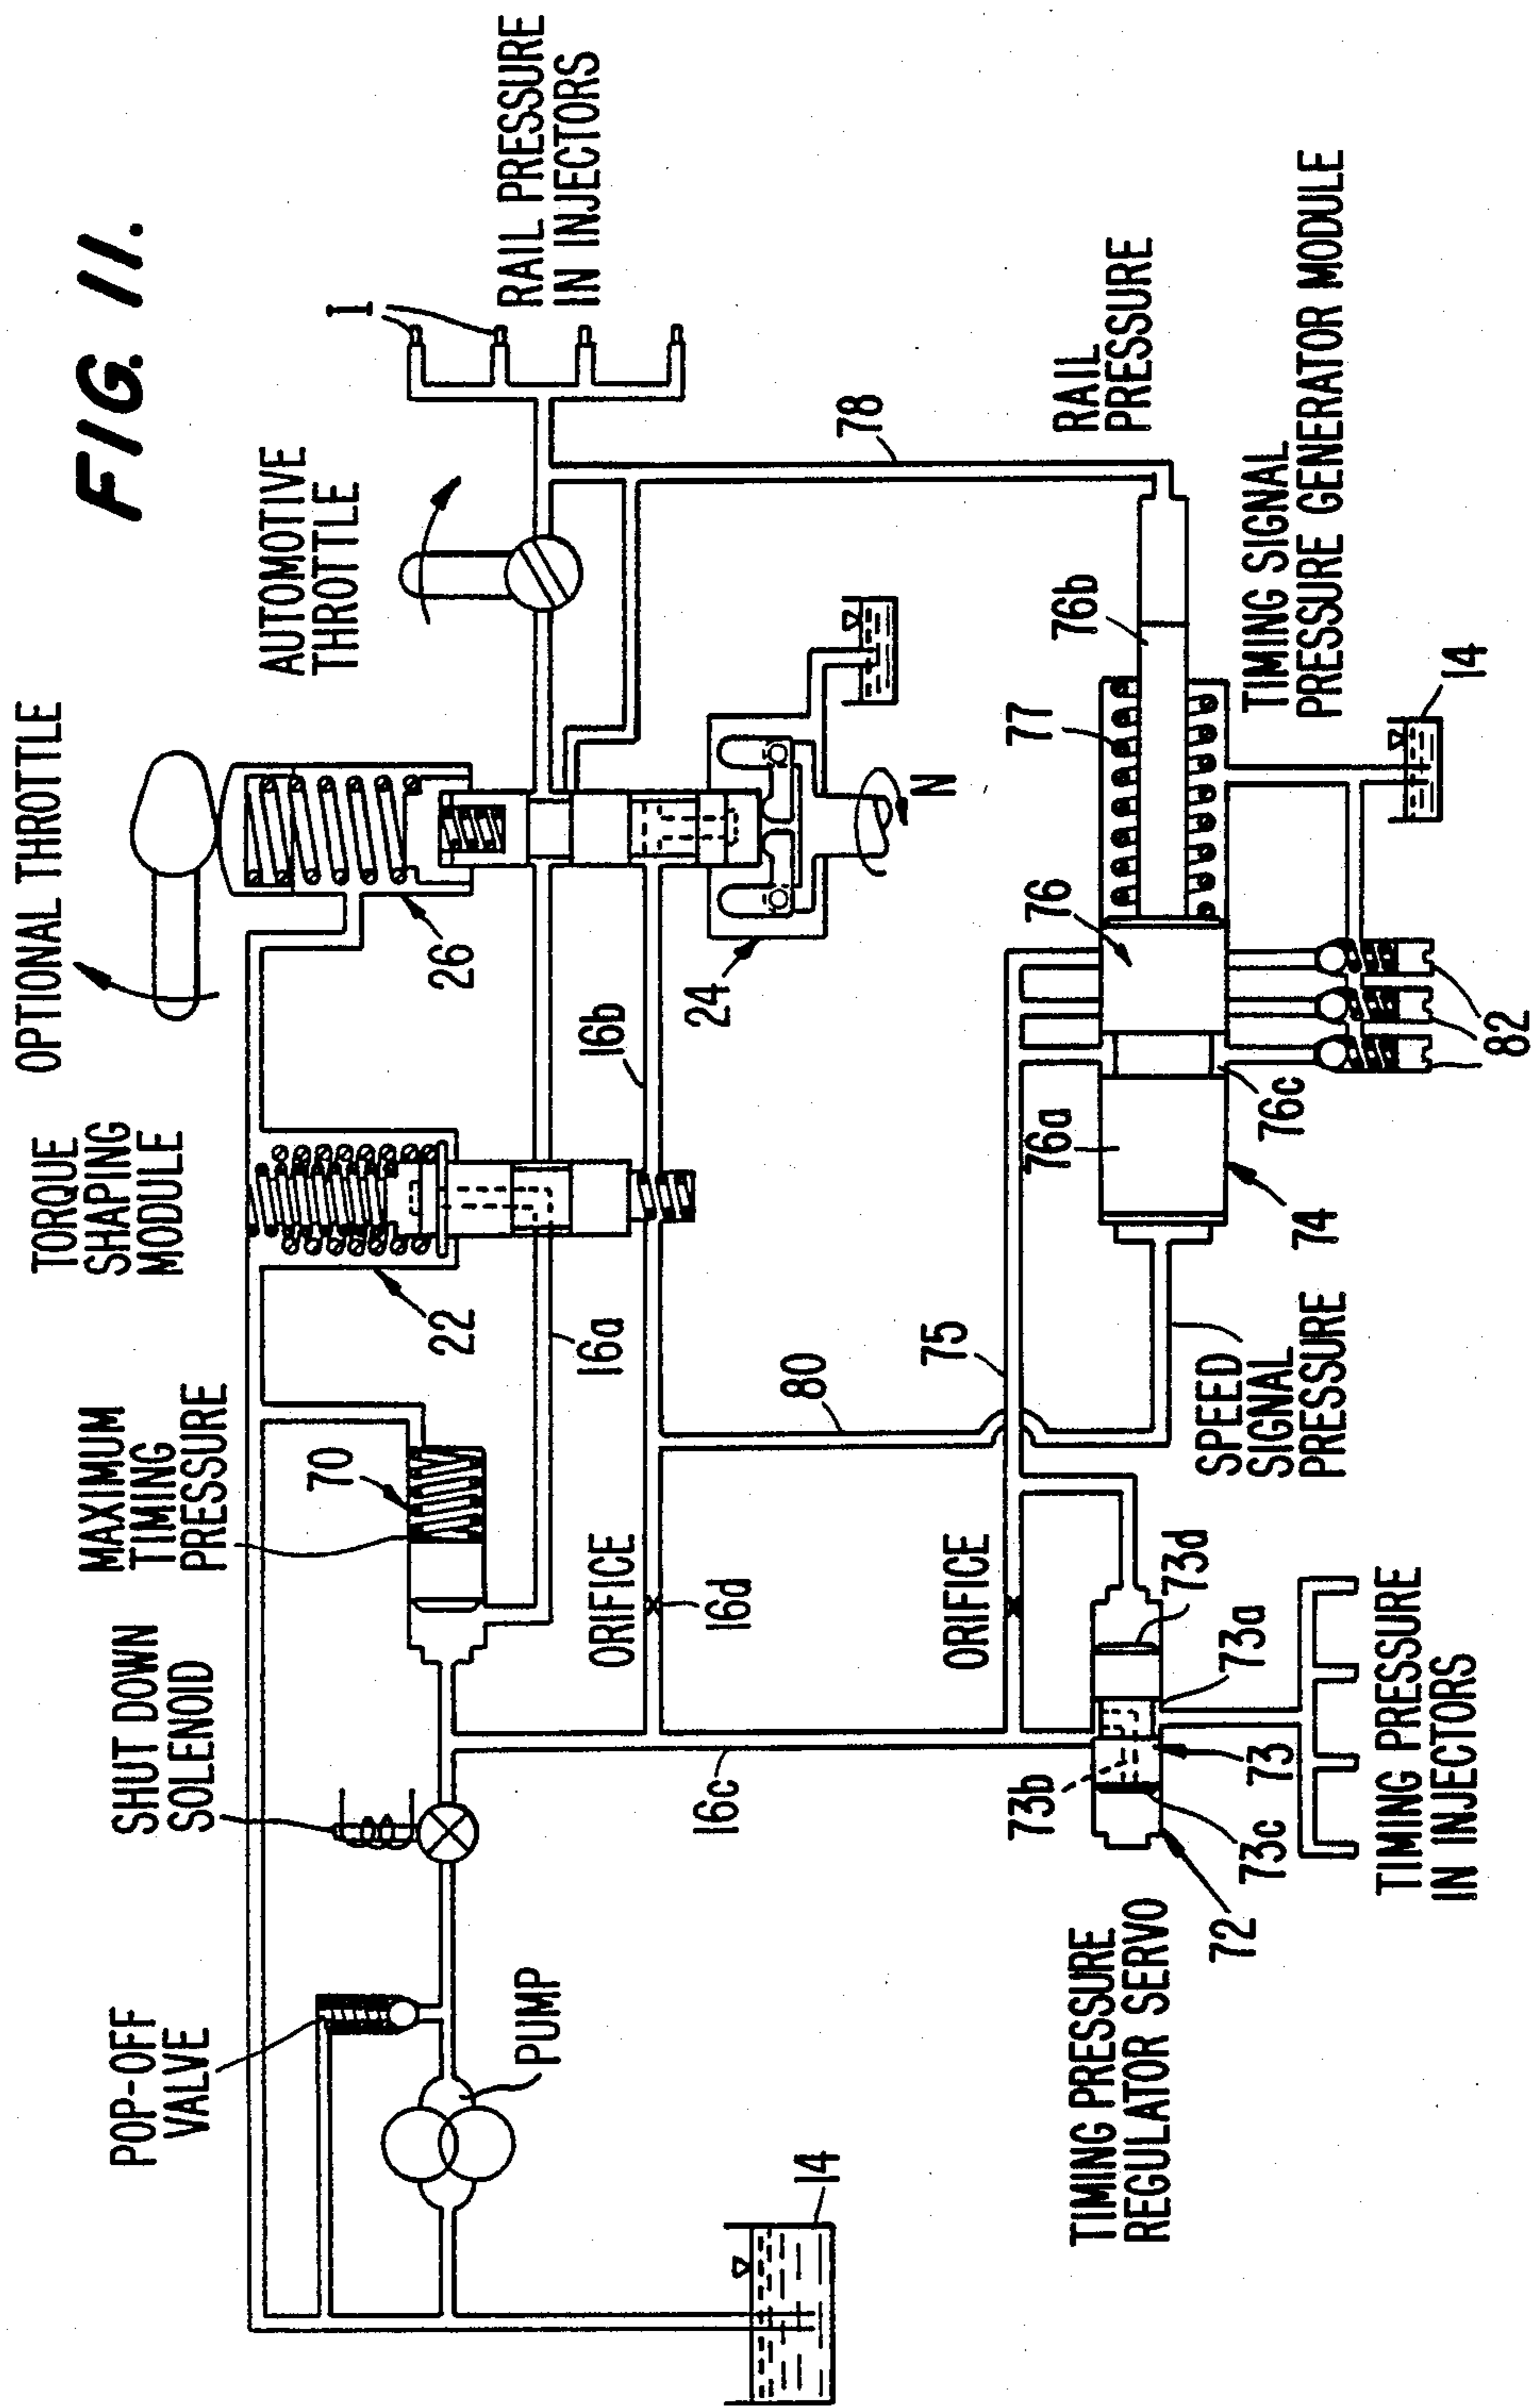 FIG. 11.
OPTIONAL THROTTLE
AUTOMOTIVE
THROTTLE
1
RAIL PRESSURE
IN INJECTORS
TORQUE
SHAPING
MODULE
MAXIMUM
TIMING
PRESSURE
SHUT DOWN
SOLENOID
POP-OFF
VALVE
PUMP
14
70
22
26
16a
16b
24
N
78
ORIFICE
16d
80
16c
RAIL
PRESSURE
75
ORIFICE
76
77
76b
76a
76c
74
82
14
TIMING SIGNAL
PRESSURE GENERATOR MODULE
SPEED
SIGNAL
PRESSURE
TIMING PRESSURE
REGULATOR SERVO
72
73b
73c
73
73a
73d
TIMING PRESSURE
IN INJECTORS